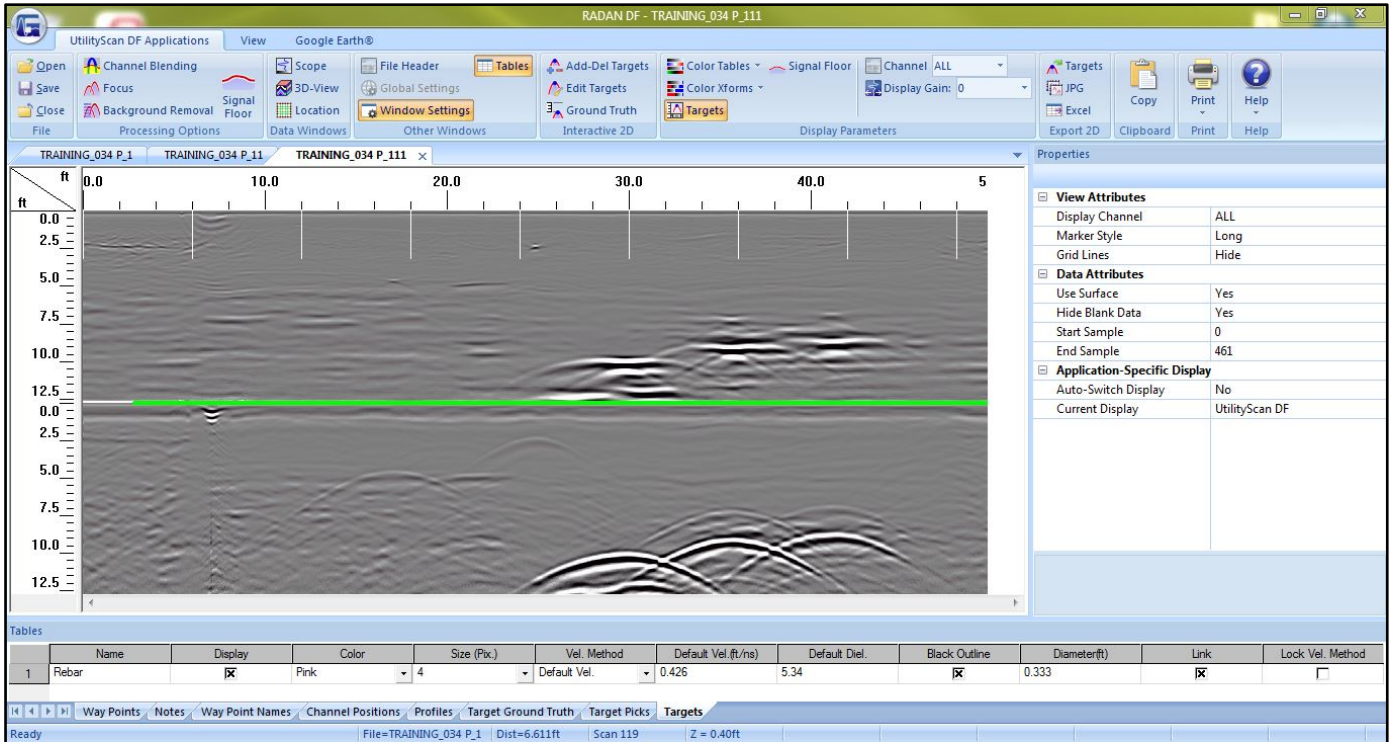 RADAN DF - TRAINING_034 P_111
UtilityScan DF Applications View Google Earth®
Open Channel Blending Scope File Header Tables Add-Del Targets Color Tables Signal Floor Channel ALL Targets
Save Focus 3D-View Global Settings Edit Targets Color Xforms Display Gain: 0 JPG
Close Background Removal Signal Floor Location Window Settings Ground Truth Targets Excel Copy Print Help
File Processing Options Data Windows Other Windows Interactive 2D Display Parameters Export 2D Clipboard Print Help
TRAINING_034 P_1 TRAINING_034 P_11 TRAINING_034 P_111 Properties
ft 0.0 10.0 20.0 30.0 40.0 5
ft
0.0
2.5
5.0
7.5
10.0
12.5
0.0
2.5
5.0
7.5
10.0
12.5
View Attributes
Display Channel ALL
Marker Style Long
Grid Lines Hide
Data Attributes
Use Surface Yes
Hide Blank Data Yes
Start Sample 0
End Sample 461
Application-Specific Display
Auto-Switch Display No
Current Display UtilityScan DF
Tables
Name Display Color Size (Pix.) Vel. Method Default Vel.(ft/ns) Default Diel. Black Outline Diameter(ft) Link Lock Vel. Method
1 Rebar Pink 4 Default Vel. 0.426 5.34 0.333
Way Points Notes Way Point Names Channel Positions Profiles Target Ground Truth Target Picks Targets
Ready File=TRAINING_034 P_1 Dist=6.611ft Scan 119 Z = 0.40ft